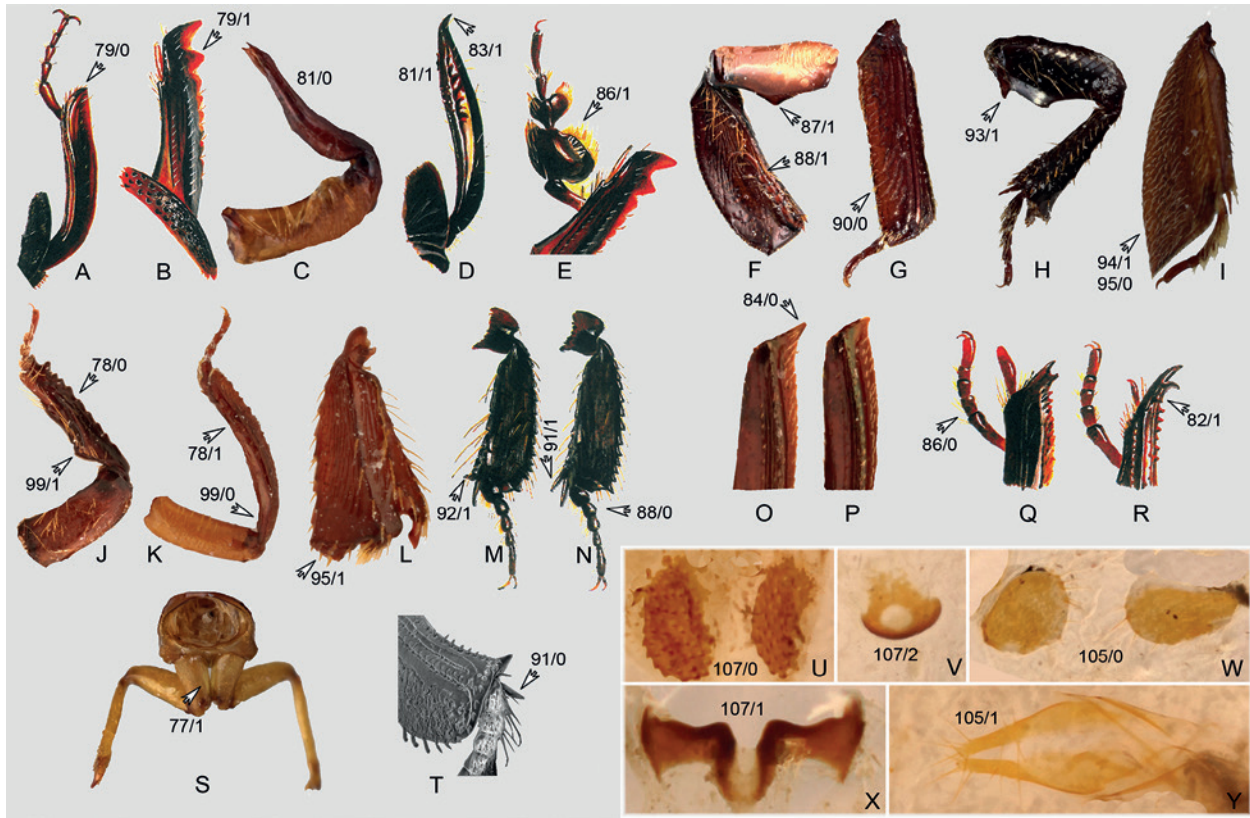 79/0
79/1
81/0
83/1
81/1
86/1
87/1
88/1
90/0
93/1
94/1
95/0
A
B
C
D
E
F
G
H
I
78/0
99/1
78/1
99/0
95/1
92/1
91/1
88/0
84/0
86/0
82/1
J
K
L
M
N
O
P
Q
R
77/1
S
91/0
T
107/0
U
107/2
V
105/0
W
107/1
X
105/1
Y